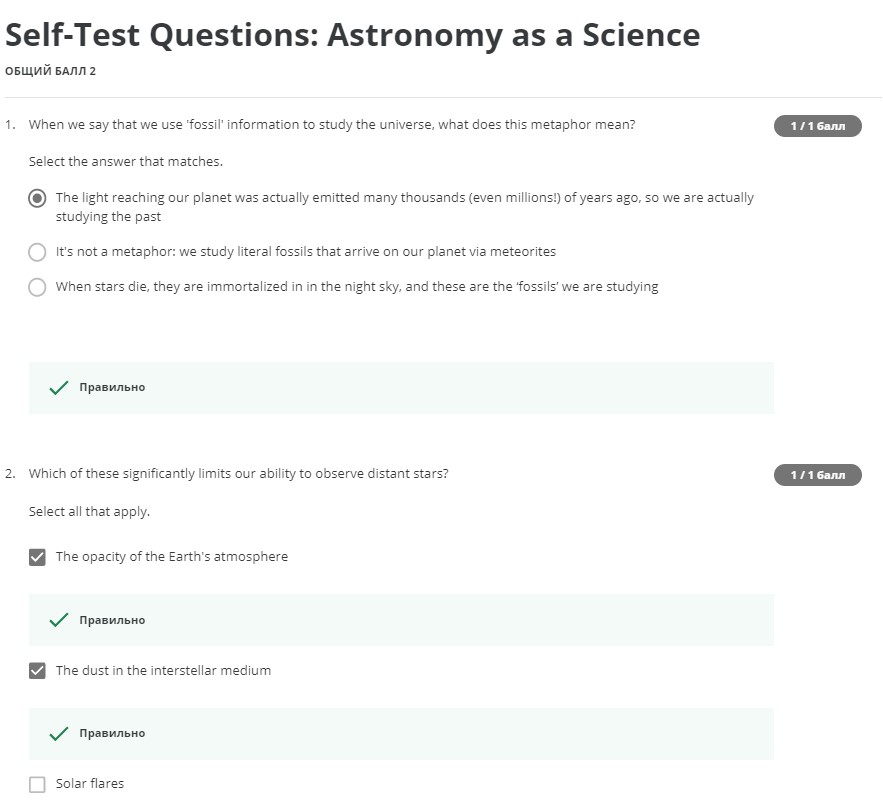 Self-Test Questions: Astronomy as a Science
ОБЩИЙ БАЛЛ 2
1. When we say that we use 'fossil' information to study the universe, what does this metaphor mean?
1 / 1 балл
Select the answer that matches.
The light reaching our planet was actually emitted many thousands (even millions!) of years ago, so we are actually
studying the past
It's not a metaphor: we study literal fossils that arrive on our planet via meteorites
When stars die, they are immortalized in in the night sky, and these are the 'fossils' we are studying
Правильно
2. Which of these significantly limits our ability to observe distant stars?
1 / 1 балл
Select all that apply.
The opacity of the Earth's atmosphere
Правильно
The dust in the interstellar medium
Правильно
Solar flares